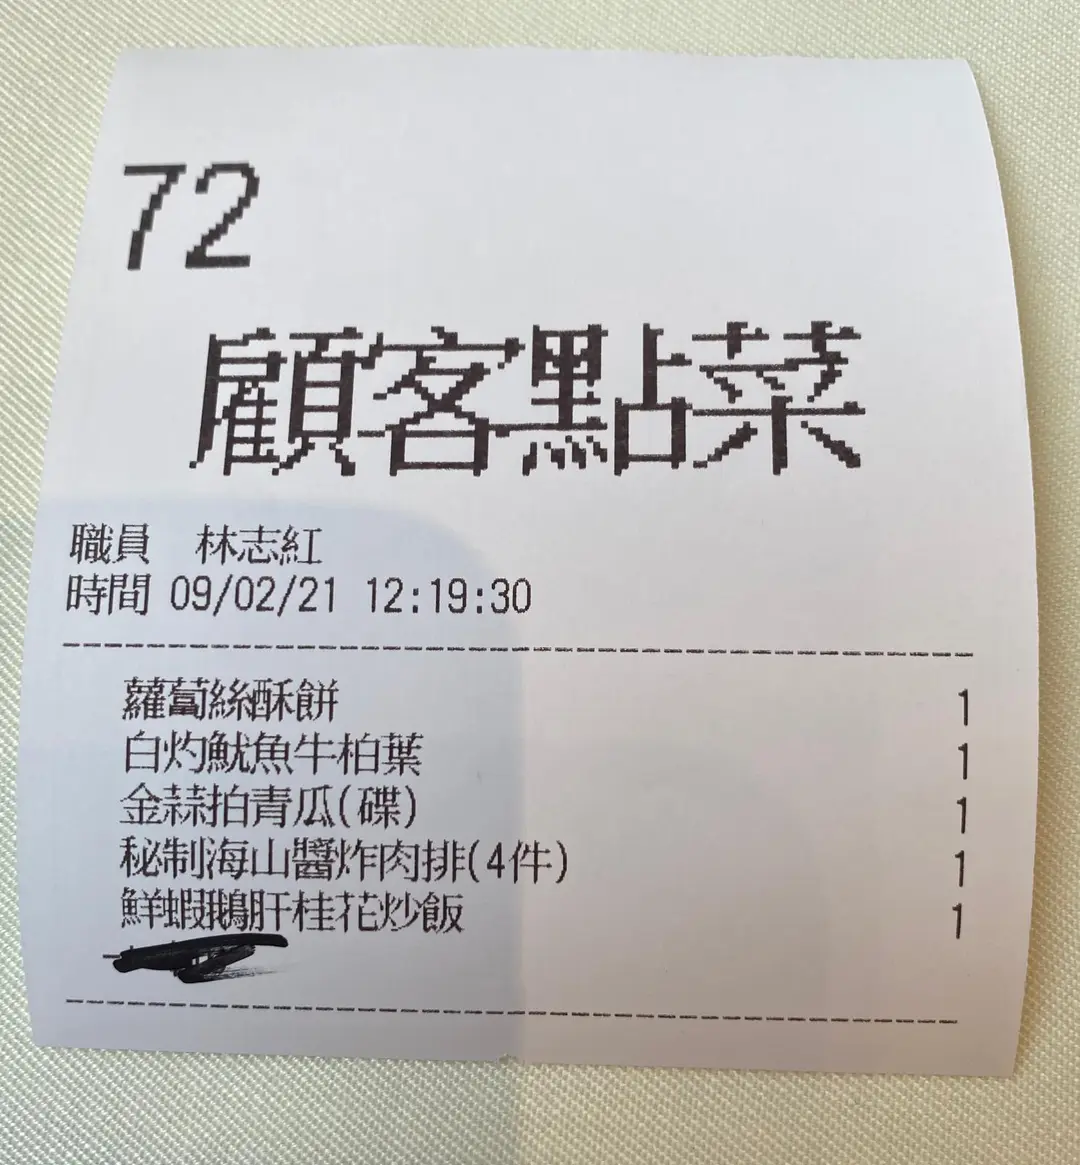 72
顧客點菜
職員 林志紅
時間 09/02/21 12:19:30
蘿蔔絲酥餅 1
白灼魷魚牛柏葉 1
金蒜拍青瓜(碟) 1
秘制海山醬炸肉排(4件) 1
鮮蝦鵝肝桂花炒飯 1